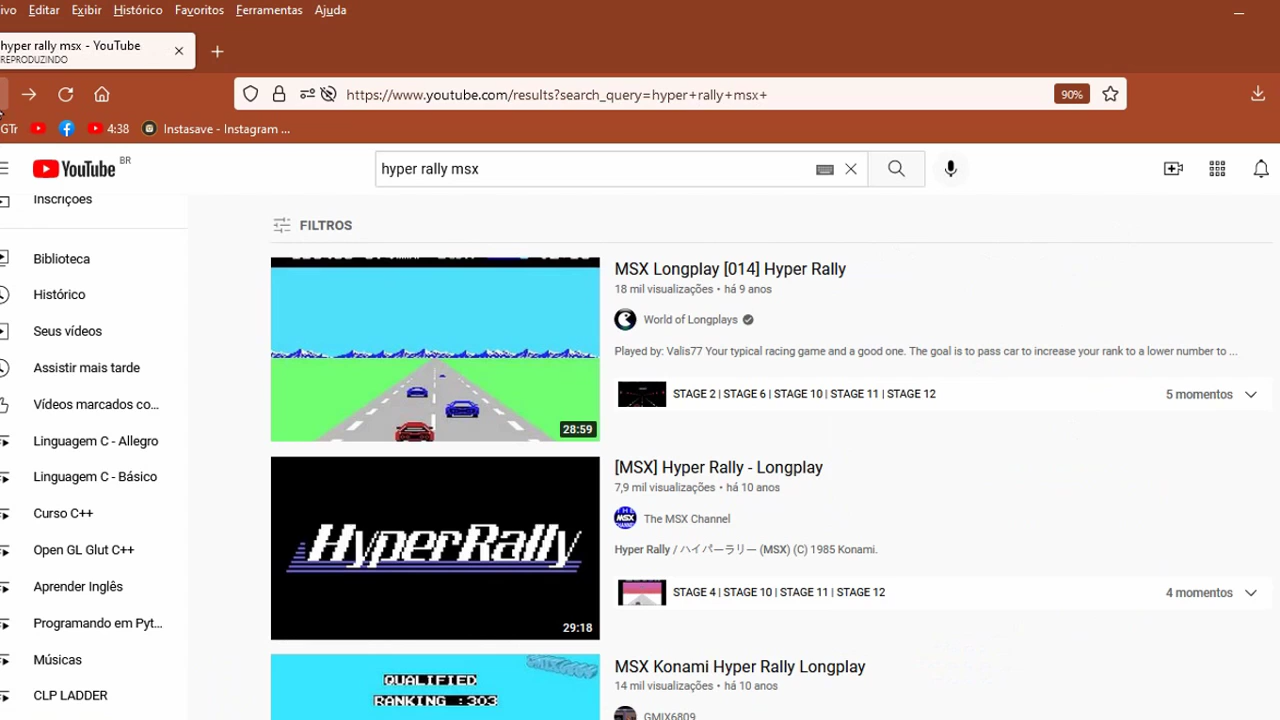 ivo Editar Exibir Histórico Favoritos Ferramentas Ajuda
hyper rally msx - YouTube
REPRODUZINDO
https://www.youtube.com/results?search_query=hyper+rally+msx+
90%
GTr 4:38 Instasave - Instagram ...
YouTube BR
hyper rally msx
Inscrições
Biblioteca
Histórico
Seus vídeos
Assistir mais tarde
Vídeos marcados co...
Linguagem C - Allegro
Linguagem C - Básico
Curso C++
Open GL Glut C++
Aprender Inglês
Programando em Pyt...
Músicas
CLP LADDER
FILTROS
28:59
MSX Longplay [014] Hyper Rally
18 mil visualizações • há 9 anos
World of Longplays
Played by: Valis77 Your typical racing game and a good one. The goal is to pass car to increase your rank to a lower number to ...
STAGE 2 | STAGE 6 | STAGE 10 | STAGE 11 | STAGE 12
5 momentos
HyperRally
29:18
[MSX] Hyper Rally - Longplay
7,9 mil visualizações • há 10 anos
The MSX Channel
Hyper Rally / ハイパーラリー (MSX) (C) 1985 Konami.
STAGE 4 | STAGE 10 | STAGE 11 | STAGE 12
4 momentos
QUALIFIED
RANKING :303
MSX Konami Hyper Rally Longplay
14 mil visualizações • há 10 anos
GMIX6809